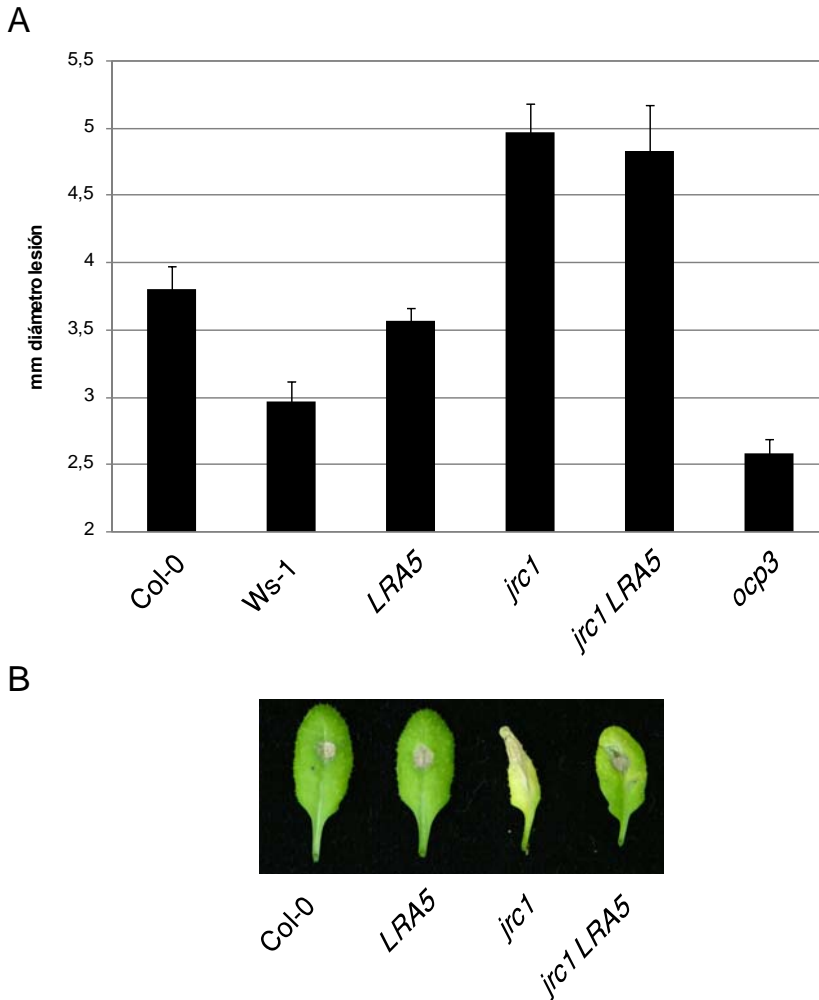 A
5,5
5
4,5
4
3,5
3
2,5
2
mm diámetro lesión
Col-0
Ws-1
LRA5
jrc1
jrc1 LRA5
ocp3
B
Col-0
LRA5
jrc1
jrc1 LRA5